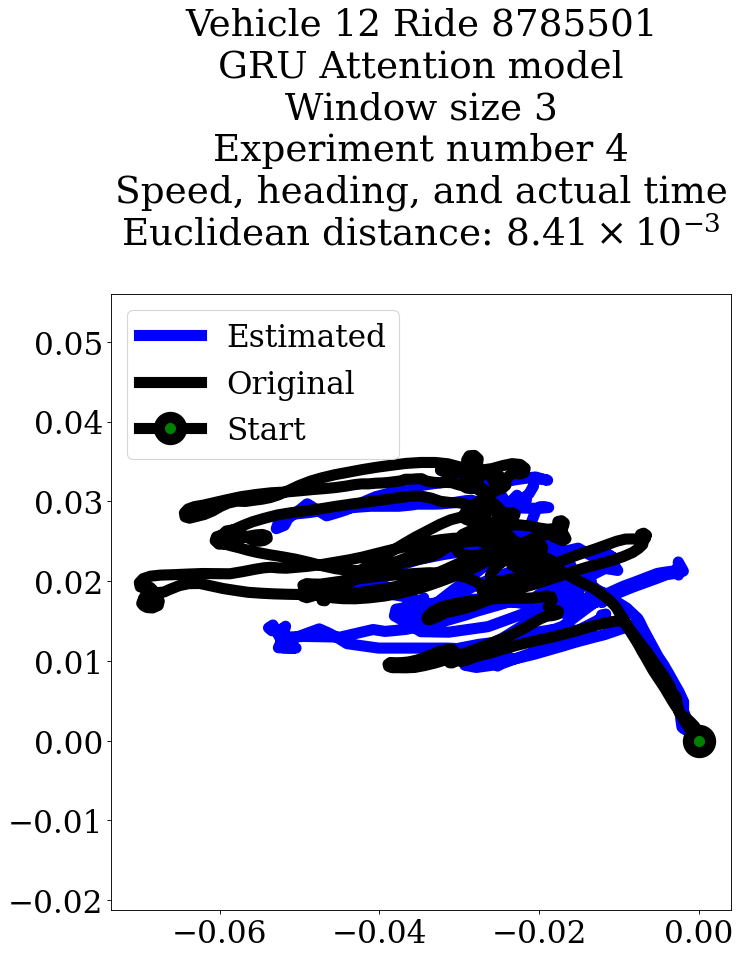 Vehicle 12 Ride 8785501
GRU Attention model
Window size 3
Experiment number 4
Speed, heading, and actual time
Euclidean distance: 8.41 × 10⁻³
Estimated
Original
Start
0.05
0.04
0.03
0.02
0.01
0.00
−0.01
−0.02
−0.06 −0.04 −0.02 0.00